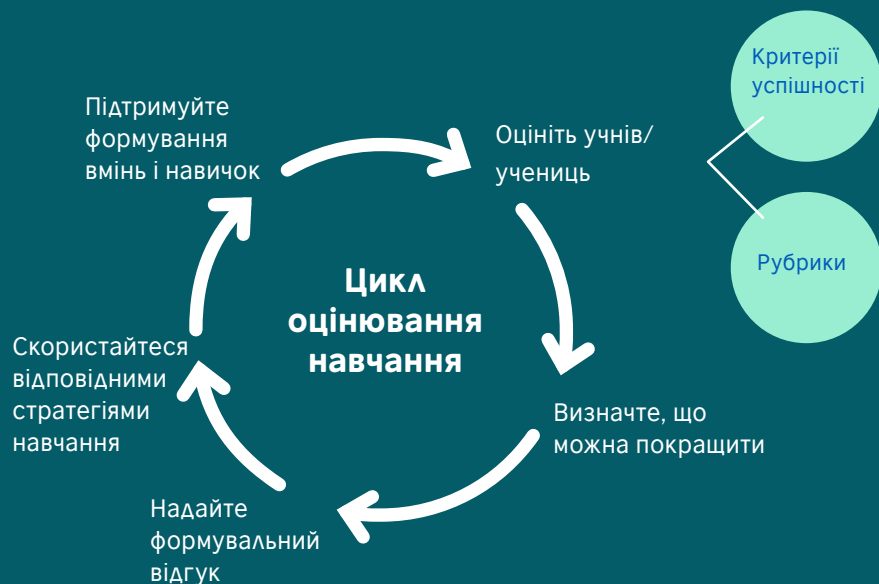 Критерії
успішності
Підтримуйте
формування
вмінь і навичок
Оцініть учнів/
учениць
Рубрики
Цикл
оцінювання
навчання
Скористайтеся
відповідними
стратегіями
навчання
Визначте, що
можна покращити
Надайте
формувальний
відгук